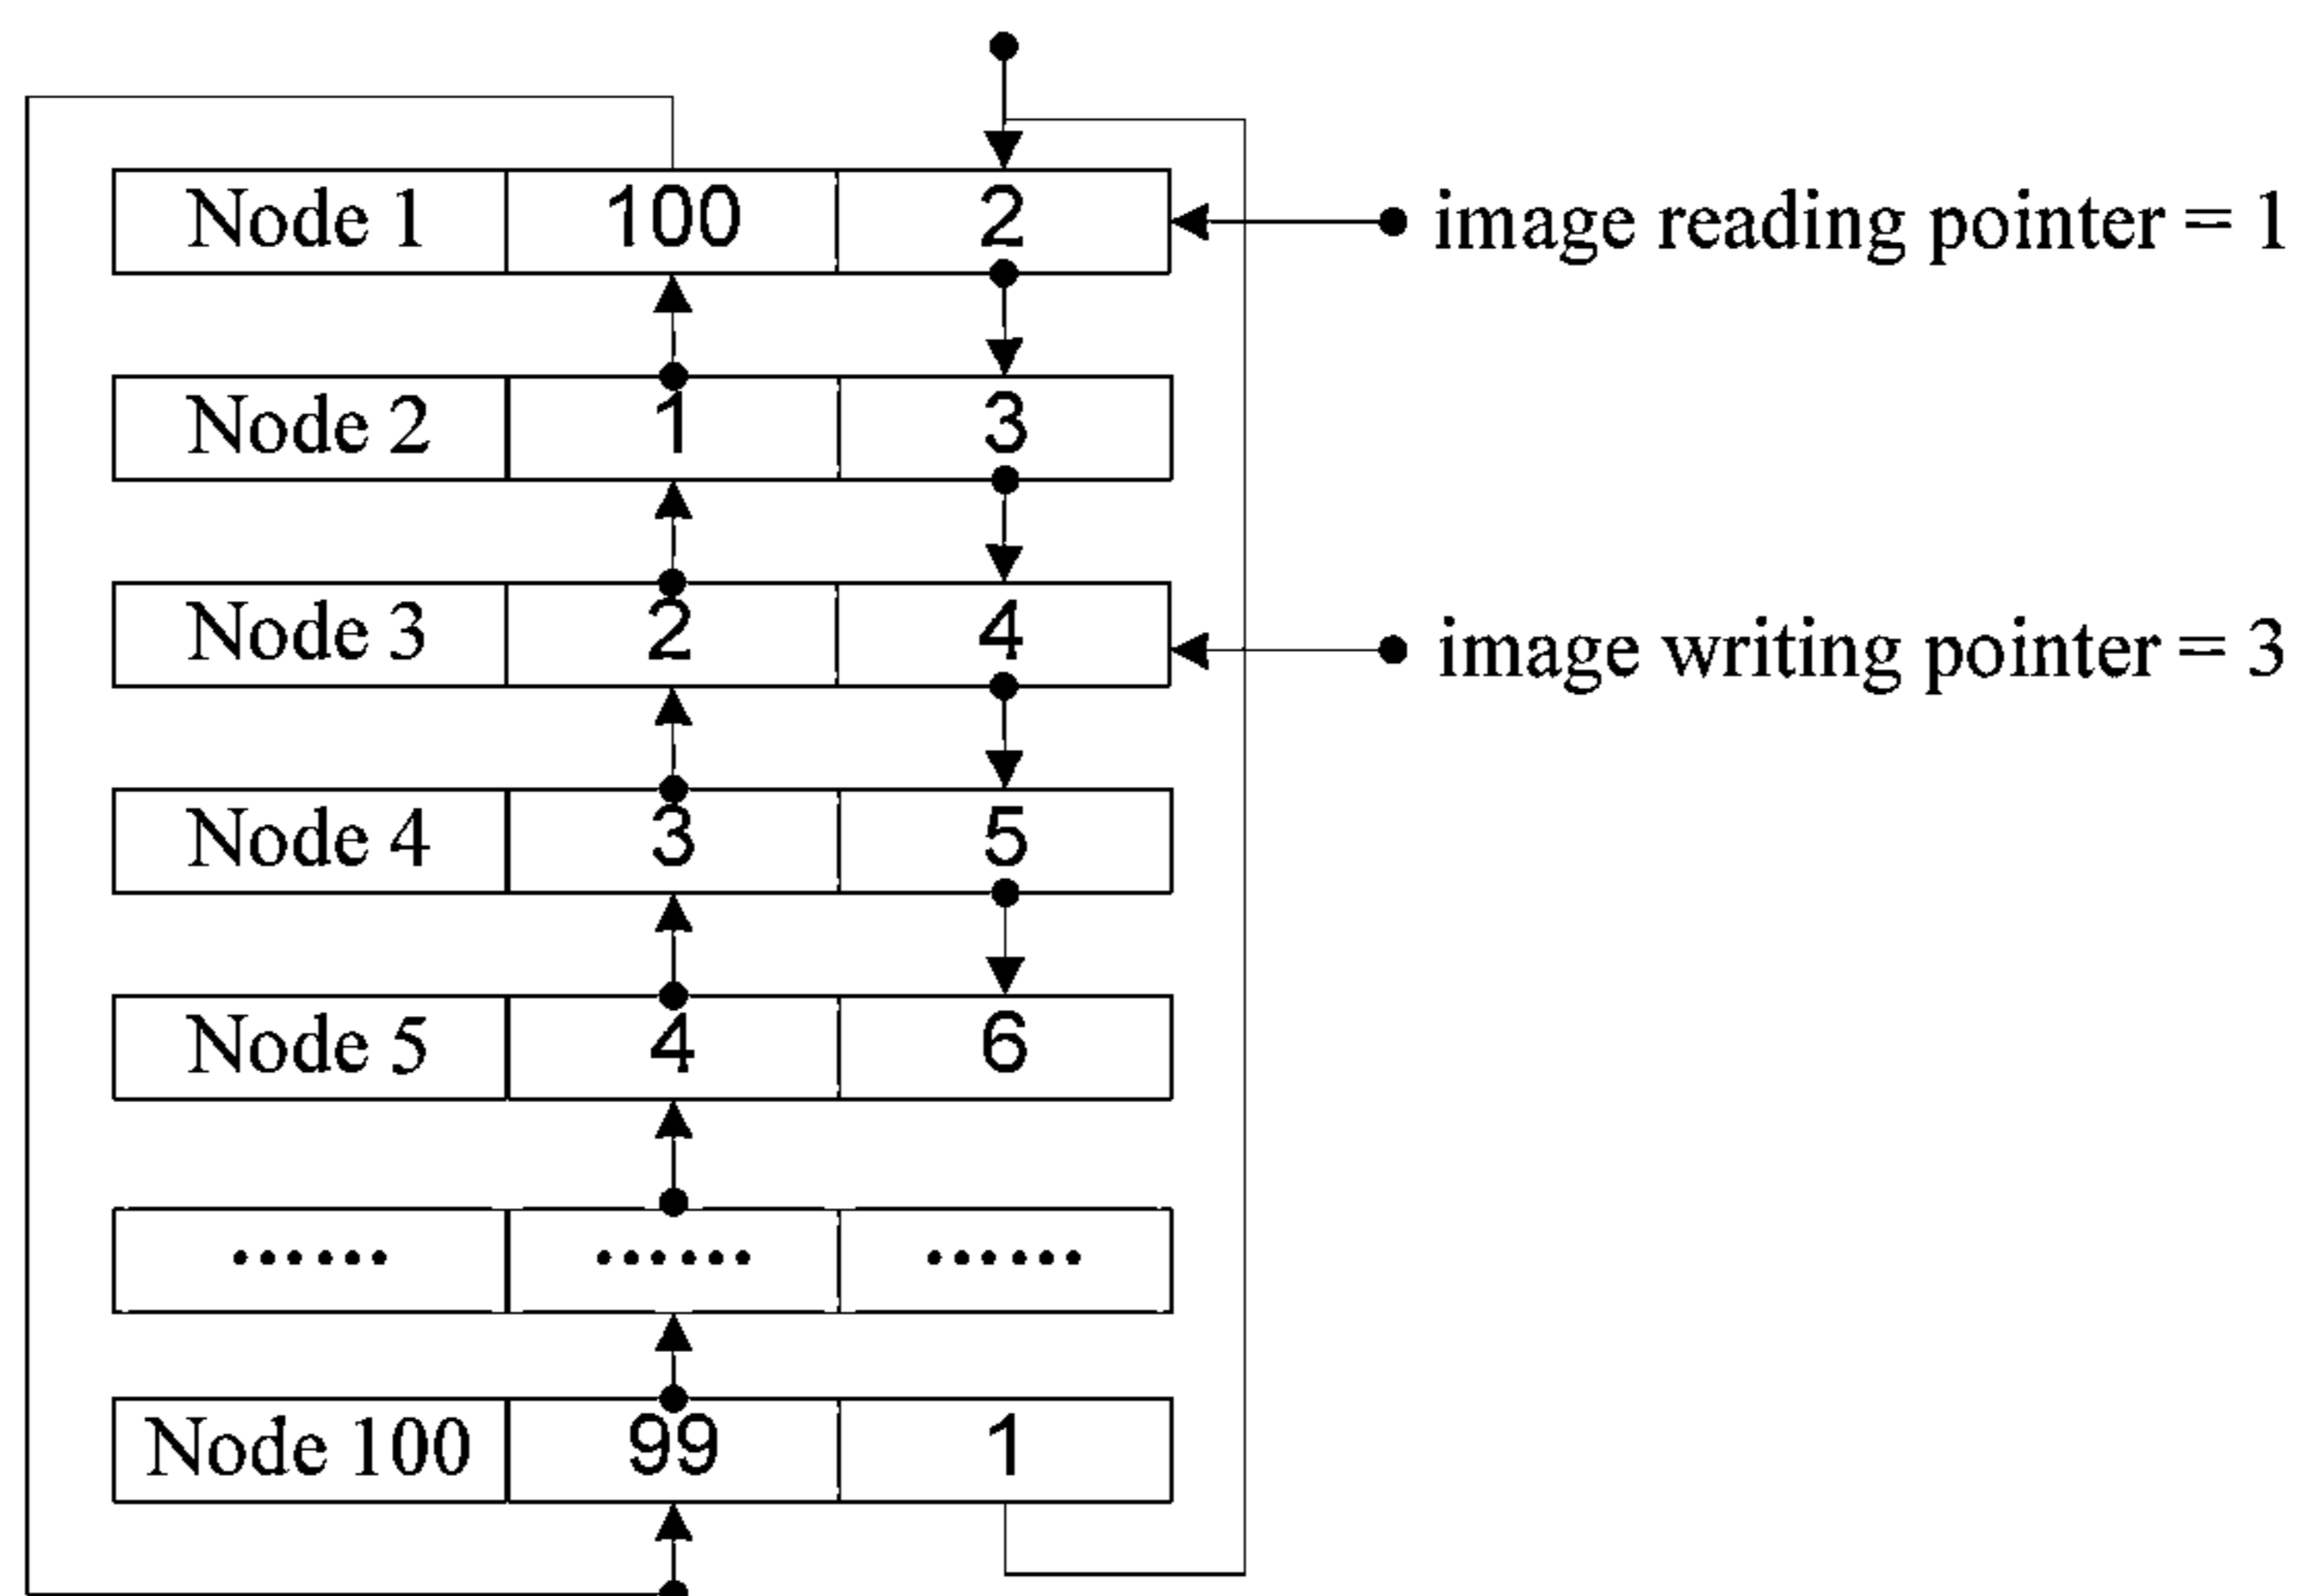 Node 1 100 2 image reading pointer = 1
Node 2 1 3
Node 3 2 4 image writing pointer = 3
Node 4 3 5
Node 5 4 6
...... ...... ......
Node 100 99 1